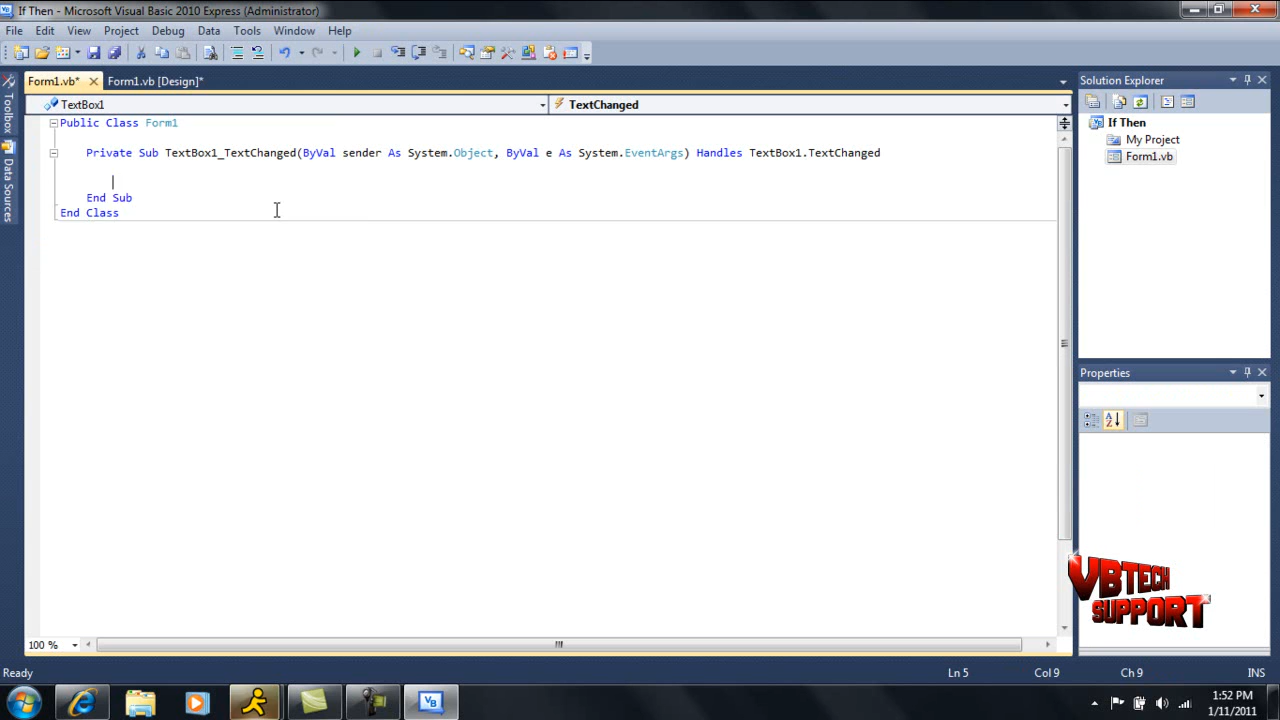 If Then - Microsoft Visual Basic 2010 Express (Administrator)
File Edit View Project Debug Data Tools Window Help
Form1.vb* Form1.vb [Design]*
TextBox1 TextChanged
Toolbox
Data Sources
Public Class Form1
Private Sub TextBox1_TextChanged(ByVal sender As System.Object, ByVal e As System.EventArgs) Handles TextBox1.TextChanged
End Sub
End Class
100 %
Solution Explorer
If Then
My Project
Form1.vb
Properties
VBTECH
SUPPORT
Ready Ln 5 Col 9 Ch 9 INS
1:52 PM
1/11/2011